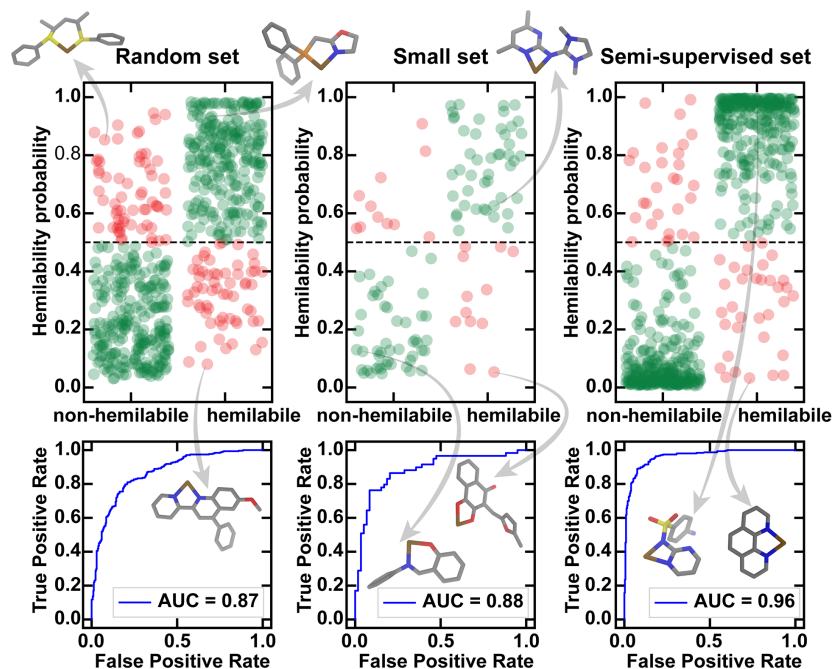 Random set
Small set
Semi-supervised set
Hemilability probability
1.0
0.8
0.6
0.4
0.2
0.0
non-hemilabile
hemilabile
Hemilability probability
1.0
0.8
0.6
0.4
0.2
0.0
non-hemilabile
hemilabile
Hemilability probability
1.0
0.8
0.6
0.4
0.2
0.0
non-hemilabile
hemilabile
True Positive Rate
1.0
0.8
0.6
0.4
0.2
0.0
AUC = 0.87
0.0
0.5
1.0
False Positive Rate
True Positive Rate
1.0
0.8
0.6
0.4
0.2
0.0
AUC = 0.88
0.0
0.5
1.0
False Positive Rate
True Positive Rate
1.0
0.8
0.6
0.4
0.2
0.0
AUC = 0.96
0.0
0.5
1.0
False Positive Rate